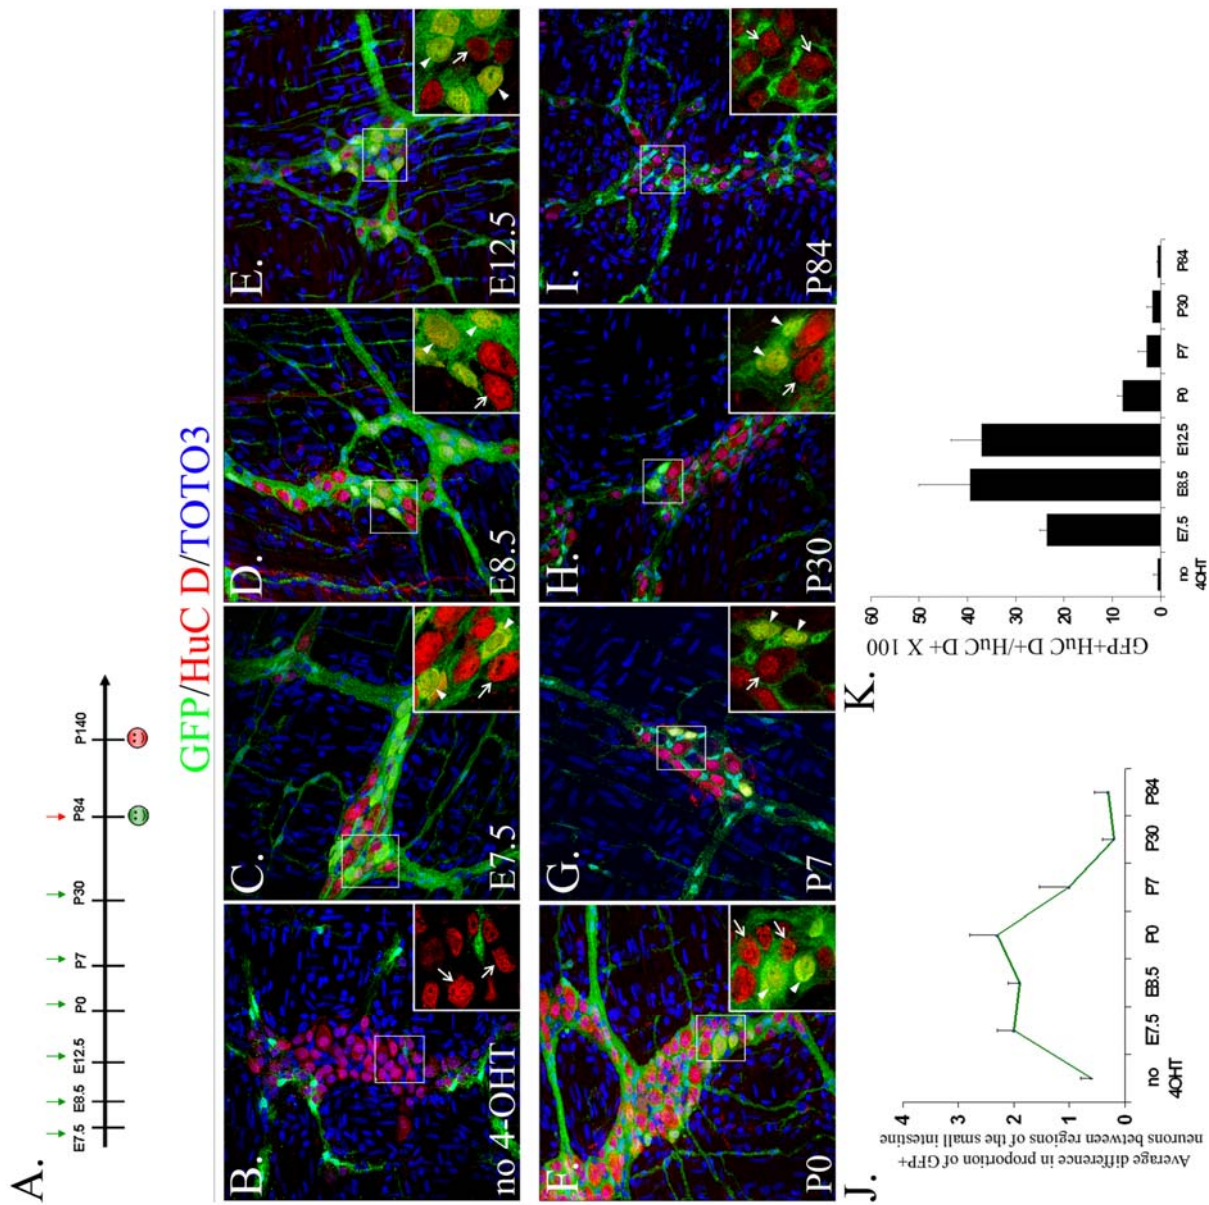 A.
E7.5 E8.5 E12.5 P0 P7 P30 P84 P140
GFP/HuC D/TOTO3
B.
no 4-OHT
C.
E7.5
D.
E8.5
E.
E12.5
F.
P0
G.
P7
H.
P30
I.
P84
J.
Average difference in proportion of GFP+
neurons between regions of the small intestine
4
3
2
1
0
no
4OHT
E7.5
E8.5
P0
P7
P30
P84
K.
GFP+HuC D+/HuC D+ X 100
60
50
40
30
20
10
0
no
4OHT
E7.5
E8.5
E12.5
P0
P7
P30
P84